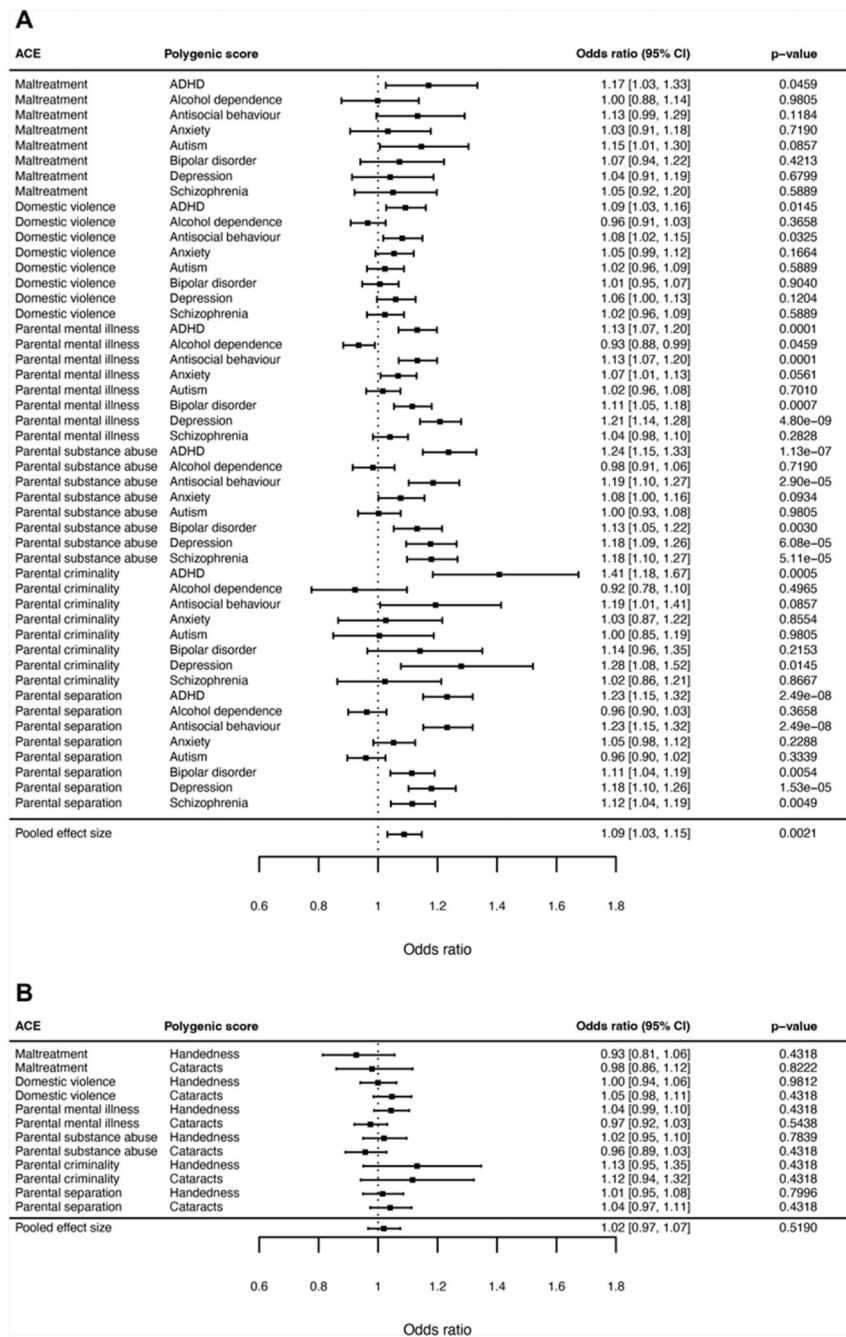 A
ACE Polygenic score Odds ratio (95% CI) p-value
Maltreatment ADHD 1.17 [1.03, 1.33] 0.0459
Maltreatment Alcohol dependence 1.00 [0.88, 1.14] 0.9805
Maltreatment Antisocial behaviour 1.13 [0.99, 1.29] 0.1184
Maltreatment Anxiety 1.03 [0.91, 1.18] 0.7190
Maltreatment Autism 1.15 [1.01, 1.30] 0.0857
Maltreatment Bipolar disorder 1.07 [0.94, 1.22] 0.4213
Maltreatment Depression 1.04 [0.91, 1.19] 0.6799
Maltreatment Schizophrenia 1.05 [0.92, 1.20] 0.5889
Domestic violence ADHD 1.09 [1.03, 1.16] 0.0145
Domestic violence Alcohol dependence 0.96 [0.91, 1.03] 0.3658
Domestic violence Antisocial behaviour 1.08 [1.02, 1.15] 0.0325
Domestic violence Anxiety 1.05 [0.99, 1.12] 0.1664
Domestic violence Autism 1.02 [0.96, 1.09] 0.5889
Domestic violence Bipolar disorder 1.01 [0.95, 1.07] 0.9040
Domestic violence Depression 1.06 [1.00, 1.13] 0.1204
Domestic violence Schizophrenia 1.02 [0.96, 1.09] 0.5889
Parental mental illness ADHD 1.13 [1.07, 1.20] 0.0001
Parental mental illness Alcohol dependence 0.93 [0.88, 0.99] 0.0459
Parental mental illness Antisocial behaviour 1.13 [1.07, 1.20] 0.0001
Parental mental illness Anxiety 1.07 [1.01, 1.13] 0.0561
Parental mental illness Autism 1.02 [0.96, 1.08] 0.7010
Parental mental illness Bipolar disorder 1.11 [1.05, 1.18] 0.0007
Parental mental illness Depression 1.21 [1.14, 1.28] 4.80e-09
Parental mental illness Schizophrenia 1.04 [0.98, 1.10] 0.2828
Parental substance abuse ADHD 1.24 [1.15, 1.33] 1.13e-07
Parental substance abuse Alcohol dependence 0.98 [0.91, 1.06] 0.7190
Parental substance abuse Antisocial behaviour 1.19 [1.10, 1.27] 2.90e-05
Parental substance abuse Anxiety 1.08 [1.00, 1.16] 0.0934
Parental substance abuse Autism 1.00 [0.93, 1.08] 0.9805
Parental substance abuse Bipolar disorder 1.13 [1.05, 1.22] 0.0030
Parental substance abuse Depression 1.18 [1.09, 1.26] 6.08e-05
Parental substance abuse Schizophrenia 1.18 [1.10, 1.27] 5.11e-05
Parental criminality ADHD 1.41 [1.18, 1.67] 0.0005
Parental criminality Alcohol dependence 0.92 [0.78, 1.10] 0.4965
Parental criminality Antisocial behaviour 1.19 [1.01, 1.41] 0.0857
Parental criminality Anxiety 1.03 [0.87, 1.22] 0.8554
Parental criminality Autism 1.00 [0.85, 1.19] 0.9805
Parental criminality Bipolar disorder 1.14 [0.96, 1.35] 0.2153
Parental criminality Depression 1.28 [1.08, 1.52] 0.0145
Parental criminality Schizophrenia 1.02 [0.86, 1.21] 0.8667
Parental separation ADHD 1.23 [1.15, 1.32] 2.49e-08
Parental separation Alcohol dependence 0.96 [0.90, 1.03] 0.3658
Parental separation Antisocial behaviour 1.23 [1.15, 1.32] 2.49e-08
Parental separation Anxiety 1.05 [0.98, 1.12] 0.2288
Parental separation Autism 0.96 [0.90, 1.02] 0.3339
Parental separation Bipolar disorder 1.11 [1.04, 1.19] 0.0054
Parental separation Depression 1.18 [1.10, 1.26] 1.53e-05
Parental separation Schizophrenia 1.12 [1.04, 1.19] 0.0049
Pooled effect size 1.09 [1.03, 1.15] 0.0021
0.6 0.8 1 1.2 1.4 1.6 1.8
Odds ratio
B
ACE Polygenic score Odds ratio (95% CI) p-value
Maltreatment Handedness 0.93 [0.81, 1.06] 0.4318
Maltreatment Cataracts 0.98 [0.86, 1.12] 0.8222
Domestic violence Handedness 1.00 [0.94, 1.06] 0.9812
Domestic violence Cataracts 1.05 [0.98, 1.11] 0.4318
Parental mental illness Handedness 1.04 [0.99, 1.10] 0.4318
Parental mental illness Cataracts 0.97 [0.92, 1.03] 0.5438
Parental substance abuse Handedness 1.02 [0.95, 1.10] 0.7839
Parental substance abuse Cataracts 0.96 [0.89, 1.03] 0.4318
Parental criminality Handedness 1.13 [0.95, 1.35] 0.4318
Parental criminality Cataracts 1.12 [0.94, 1.32] 0.4318
Parental separation Handedness 1.01 [0.95, 1.08] 0.7996
Parental separation Cataracts 1.04 [0.97, 1.11] 0.4318
Pooled effect size 1.02 [0.97, 1.07] 0.5190
0.6 0.8 1 1.2 1.4 1.6 1.8
Odds ratio